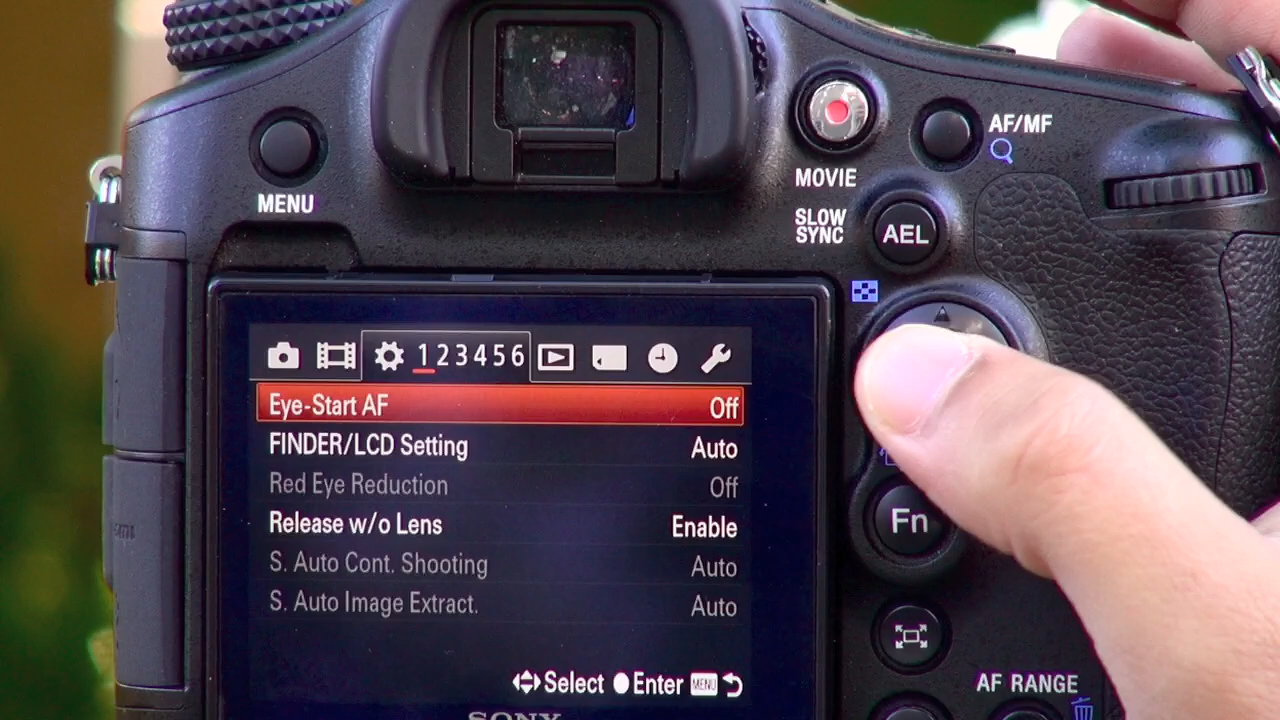 AF/MF
MENU
MOVIE
SLOW
SYNC
AEL
123456
Eye-Start AF Off
FINDER/LCD Setting Auto
Red Eye Reduction Off
Release w/o Lens Enable
S. Auto Cont. Shooting Auto
S. Auto Image Extract. Auto
Fn
Select Enter MENU
AF RANGE
SONY